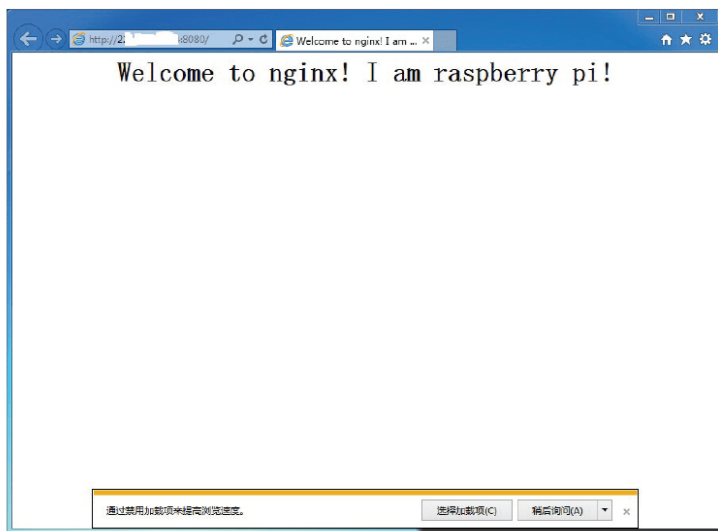 http://2 :8080/
Welcome to nginx! I am ...
Welcome to nginx! I am raspberry pi!
通过禁用加载项来提高浏览速度。
选择加载项(C)
稍后询问(A)